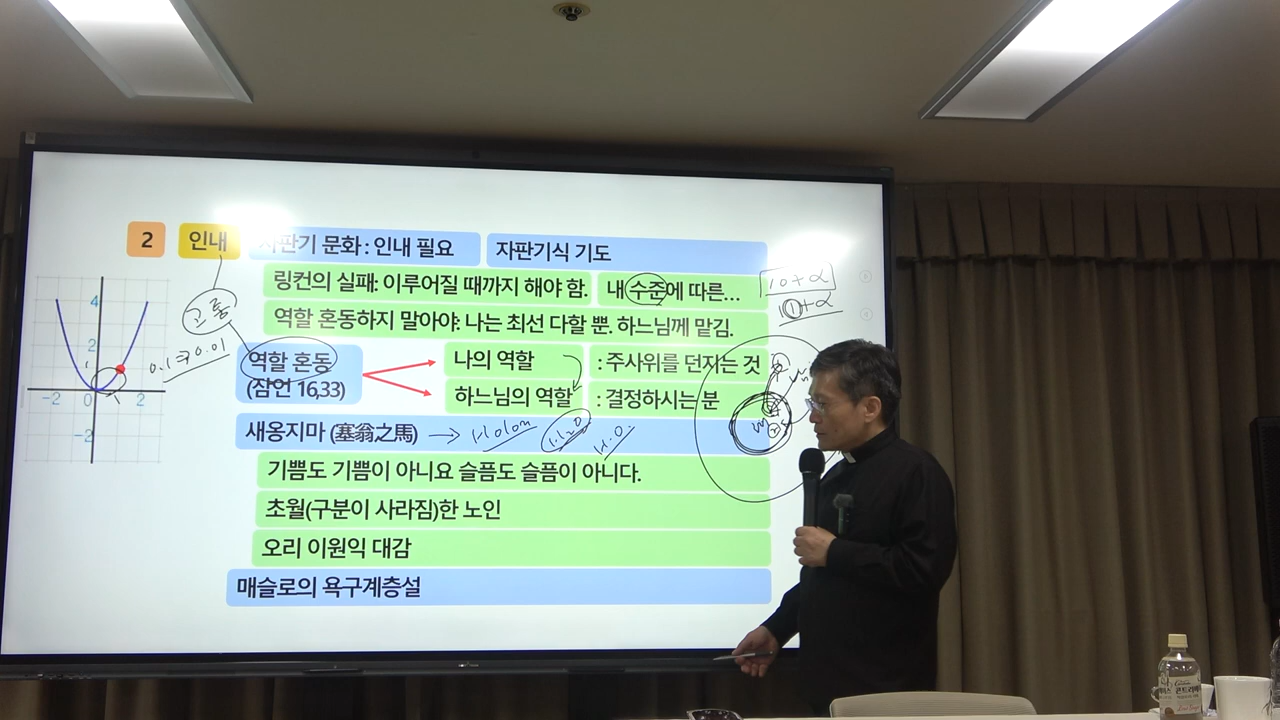 2 인내 자판기 문화 : 인내 필요 자판기식 기도
링컨의 실패: 이루어질 때까지 해야 함. 내 수준에 따른... 10+α
고통 10+α
역할 혼동하지 말아야: 나는 최선 다할 뿐. 하느님께 맡김.
0.1→0.01
역할 혼동 나의 역할 : 주사위를 던지는 것
(잠언 16,33) 하느님의 역할 : 결정하시는 분
4
2
-2 0 2
-2
새옹지마 (塞翁之馬) → Holon H2O H.O
기쁨도 기쁨이 아니요 슬픔도 슬픔이 아니다.
초월(구분이 사라짐)한 노인
오리 이원익 대감
매슬로의 욕구계층설